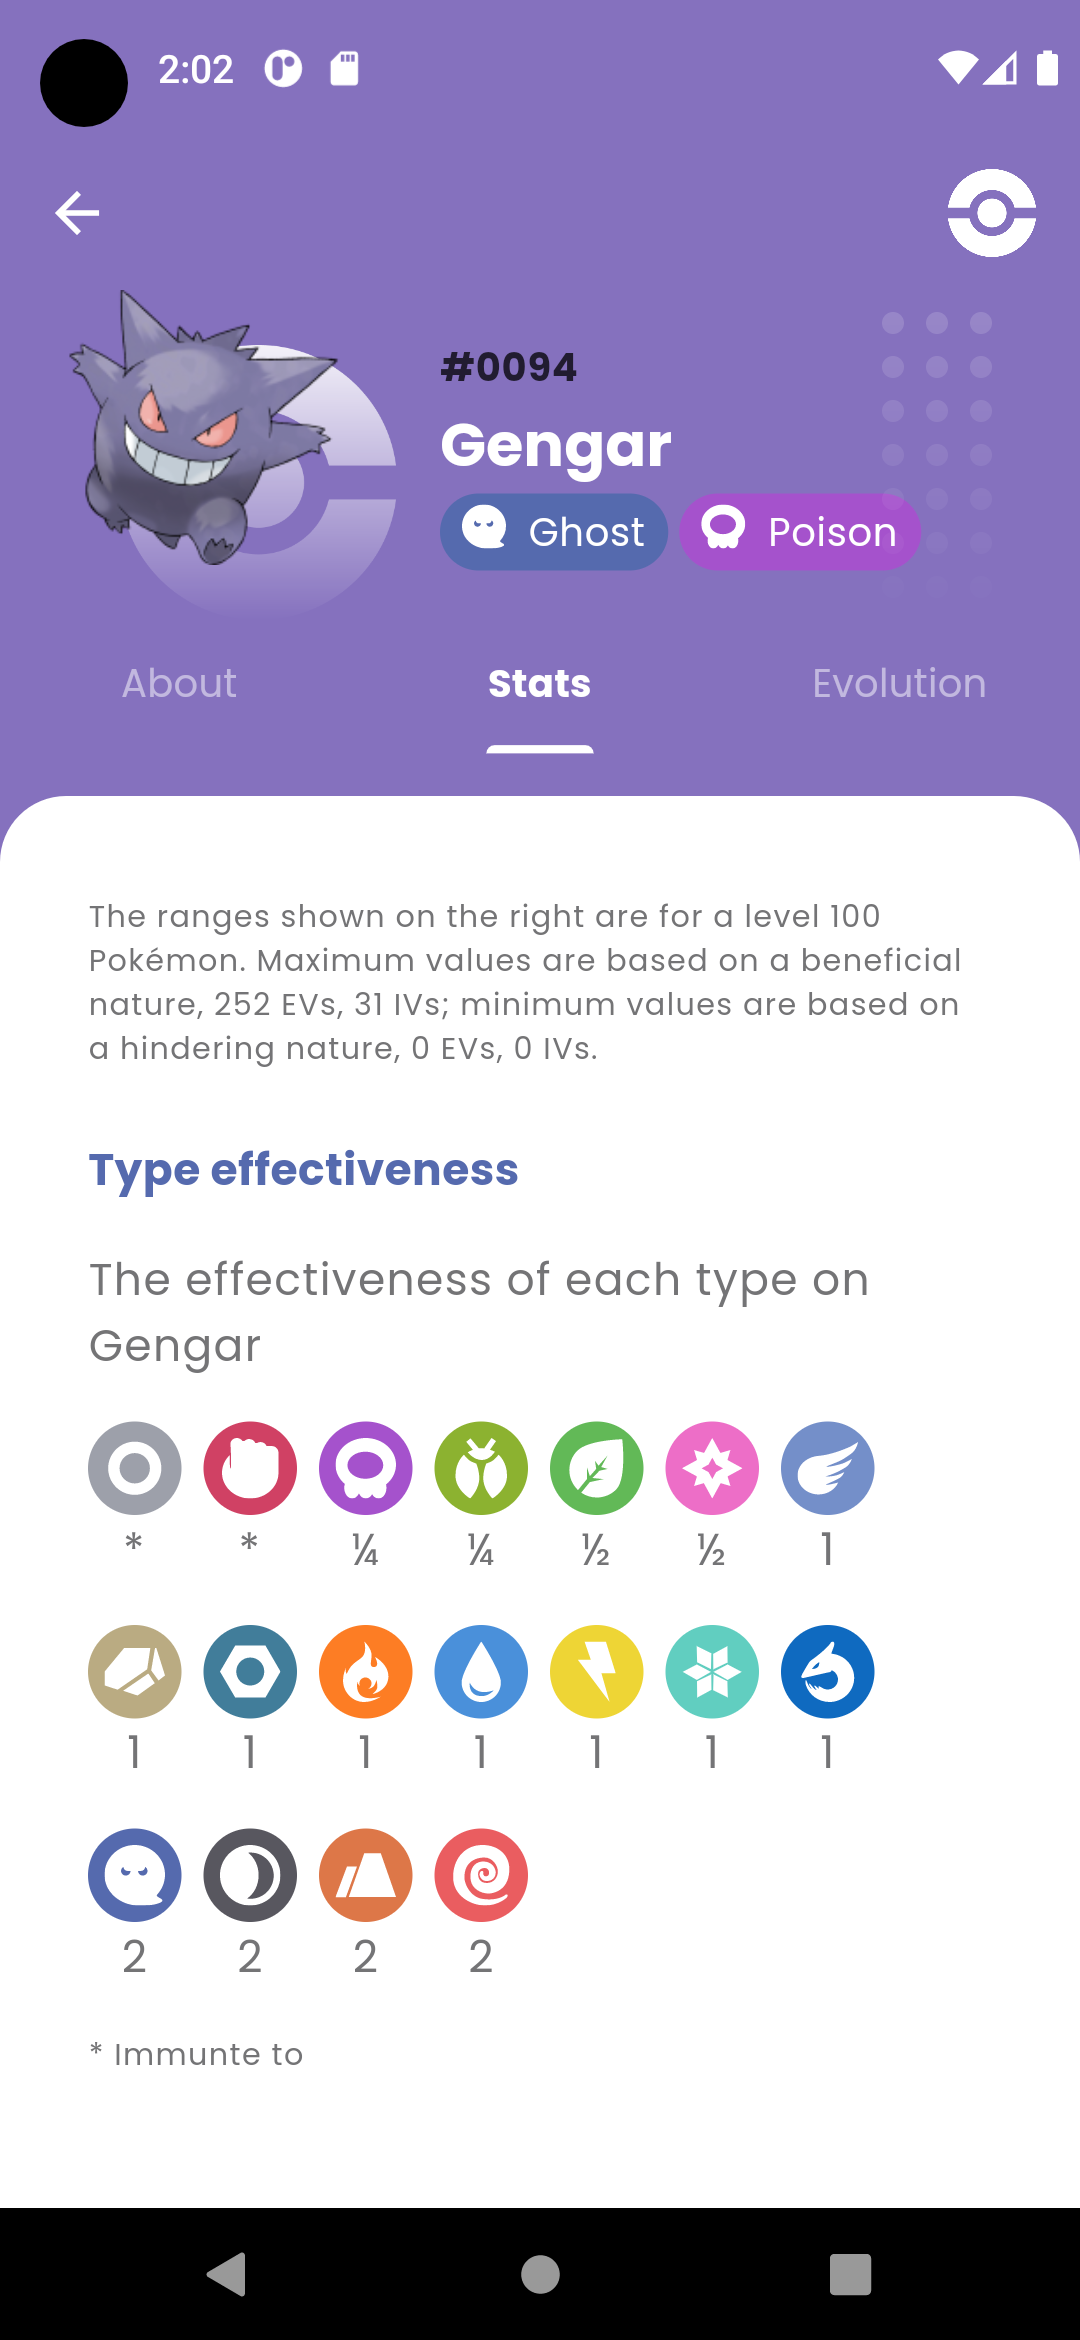 2:02
#0094
Gengar
Ghost Poison
About Stats Evolution
The ranges shown on the right are for a level 100
Pokémon. Maximum values are based on a beneficial
nature, 252 EVs, 31 IVs; minimum values are based on
a hindering nature, 0 EVs, 0 IVs.
Type effectiveness
The effectiveness of each type on
Gengar
* * ¼ ¼ ½ ½ 1
1 1 1 1 1 1 1
2 2 2 2
* Immunte to